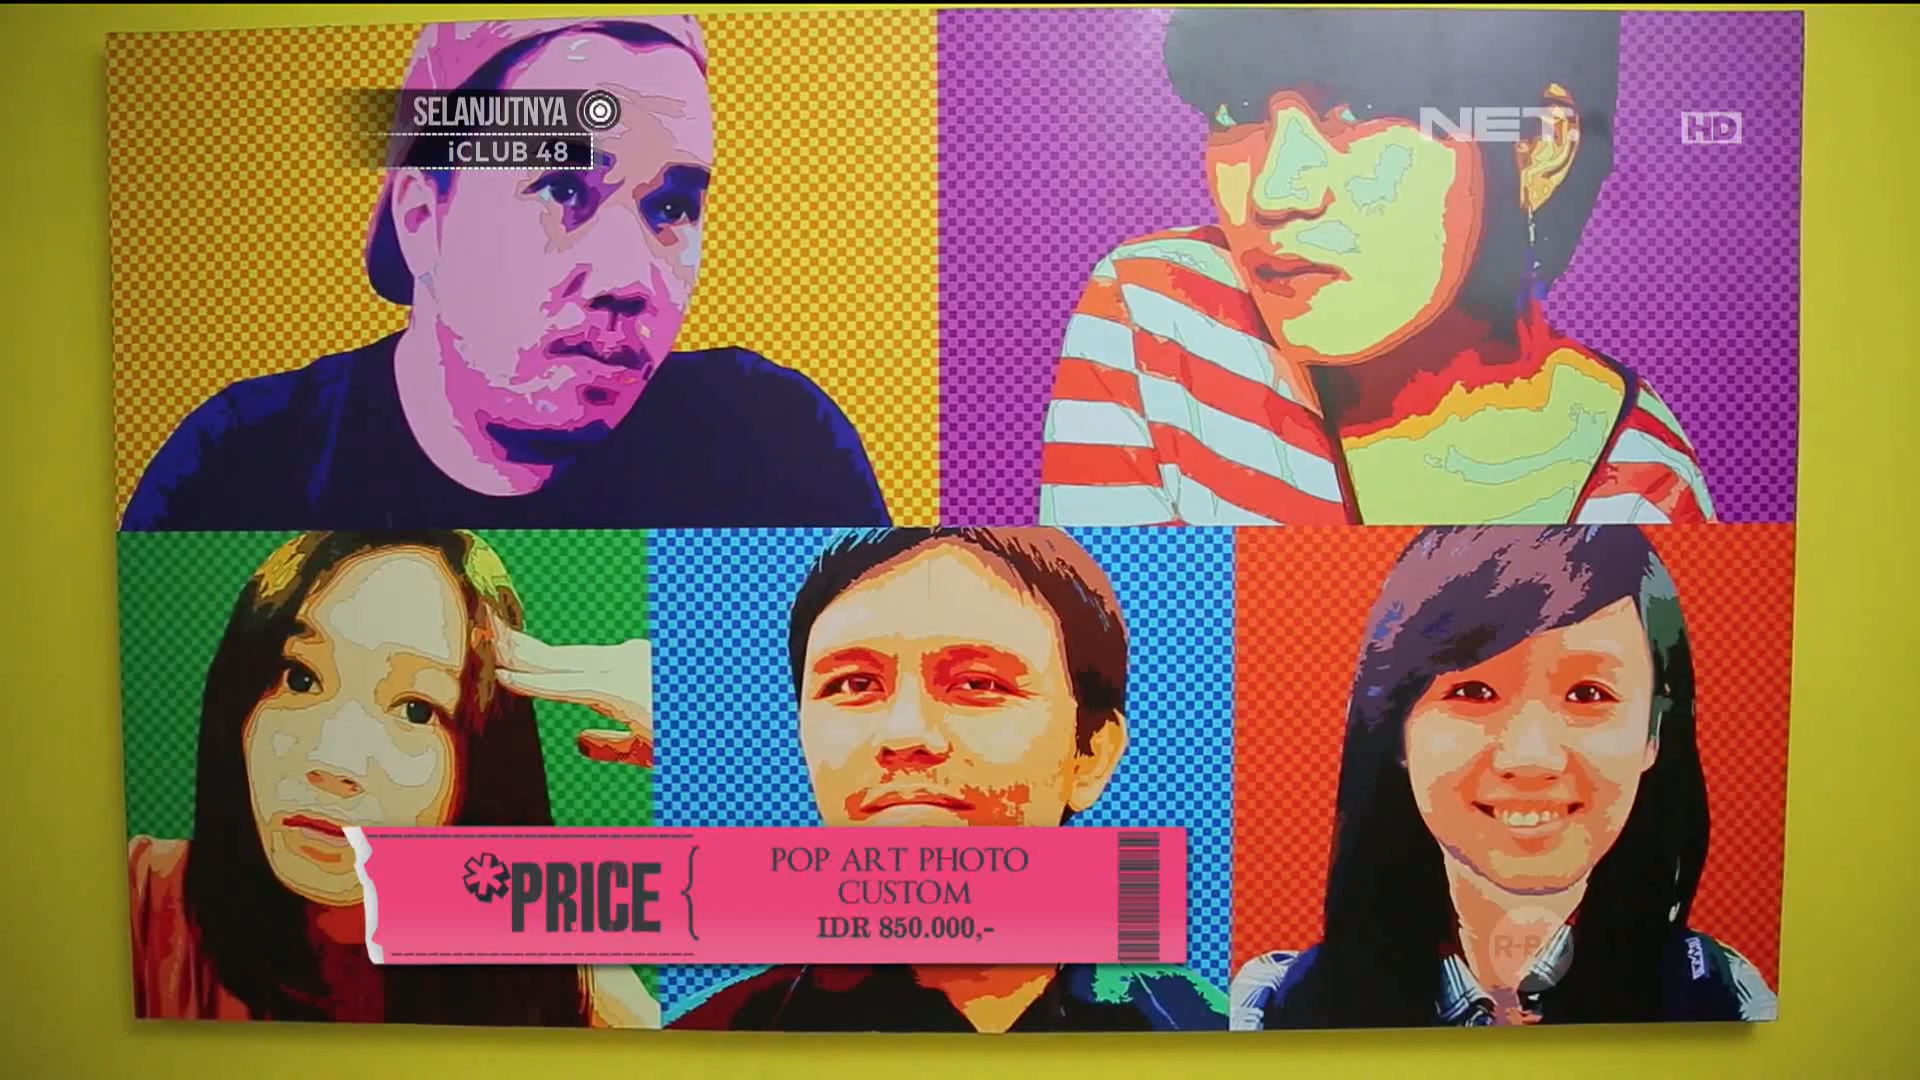 SELANJUTNYA
iCLUB 48
NET.
HD
*PRICE
POP ART PHOTO
CUSTOM
IDR 850.000,-